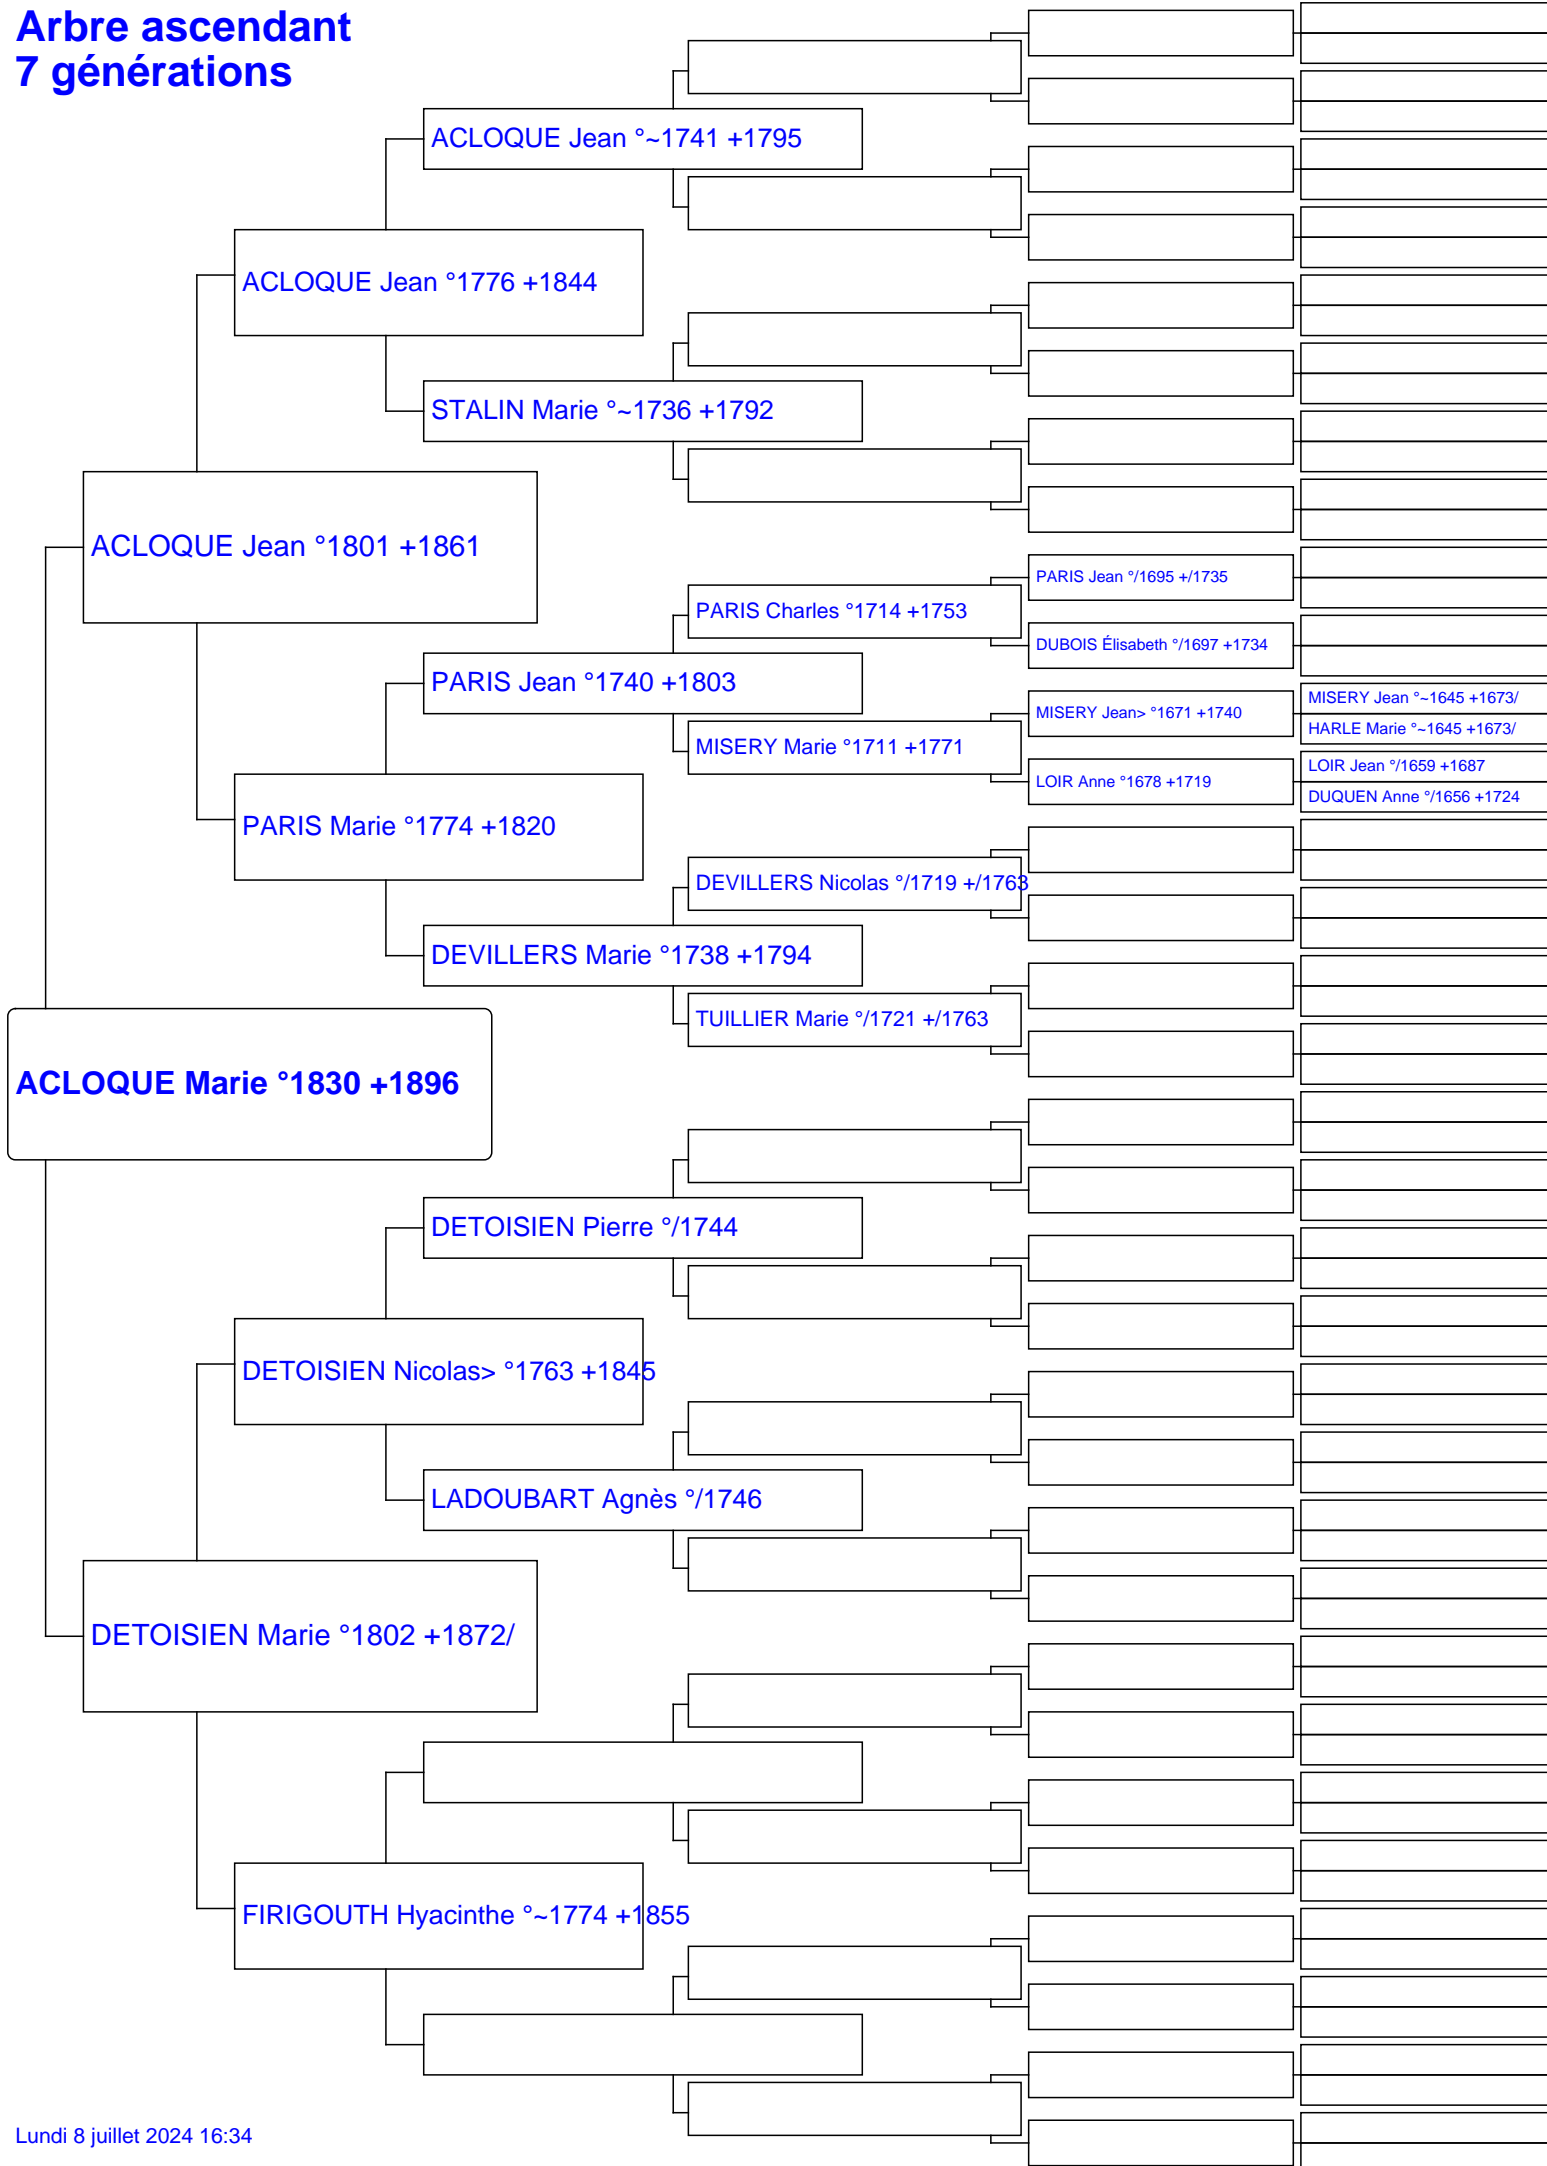 Arbre ascendant
7 générations
ACLOQUE Jean °~1741 +1795
ACLOQUE Jean °1776 +1844
STALIN Marie °~1736 +1792
ACLOQUE Jean °1801 +1861
PARIS Jean °/1695 +/1735
PARIS Charles °1714 +1753
DUBOIS Élisabeth °/1697 +1734
PARIS Jean °1740 +1803
MISERY Jean °~1645 +1673/
MISERY Jean> °1671 +1740
HARLE Marie °~1645 +1673/
MISERY Marie °1711 +1771
LOIR Jean °/1659 +1687
LOIR Anne °1678 +1719
DUQUEN Anne °/1656 +1724
PARIS Marie °1774 +1820
DEVILLERS Nicolas °/1719 +/1763
DEVILLERS Marie °1738 +1794
TUILLIER Marie °/1721 +/1763
ACLOQUE Marie °1830 +1896
DETOISIEN Pierre °/1744
DETOISIEN Nicolas> °1763 +1845
LADOUBART Agnès °/1746
DETOISIEN Marie °1802 +1872/
FIRIGOUTH Hyacinthe °~1774 +1855
Lundi 8 juillet 2024 16:34